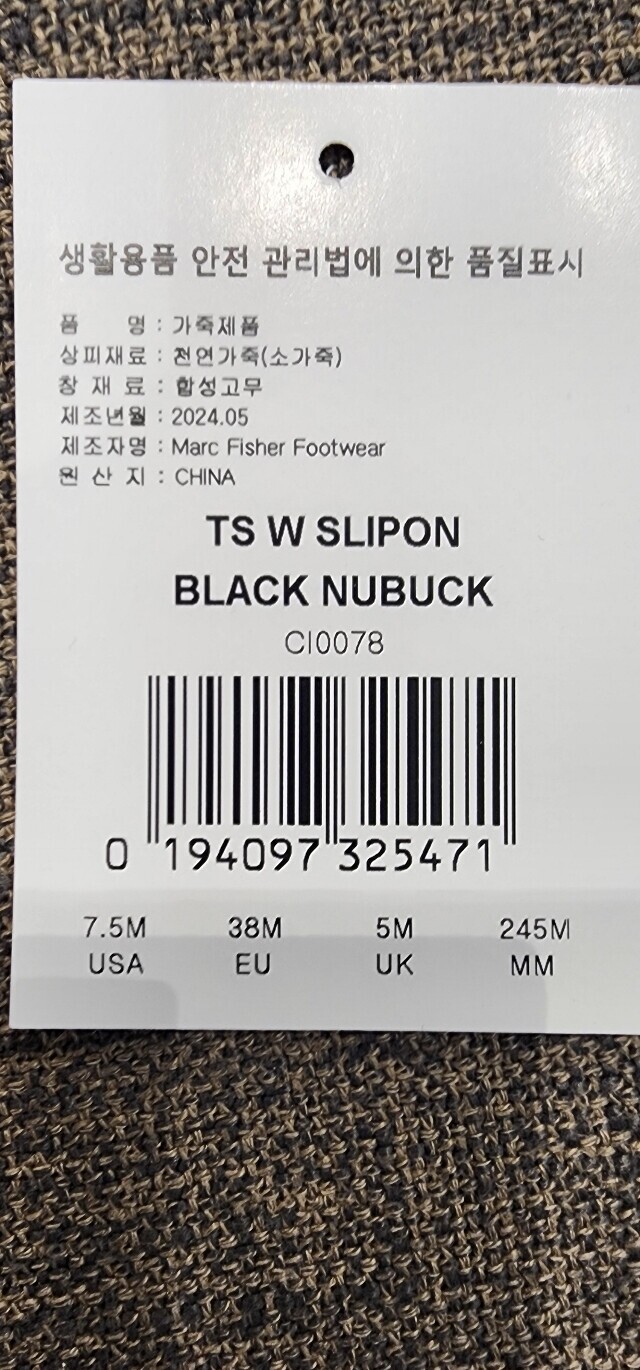 생활용품 안전 관리법에 의한 품질표시
품 명 : 가죽제품
상피재료 : 천연가죽(소가죽)
창 재 료 : 합성고무
제조년월 : 2024.05
제조자명 : Marc Fisher Footwear
원 산 지 : CHINA
TS W SLIPON
BLACK NUBUCK
CI0078
0 194097 325471
7.5M 38M 5M 245M
USA EU UK MM